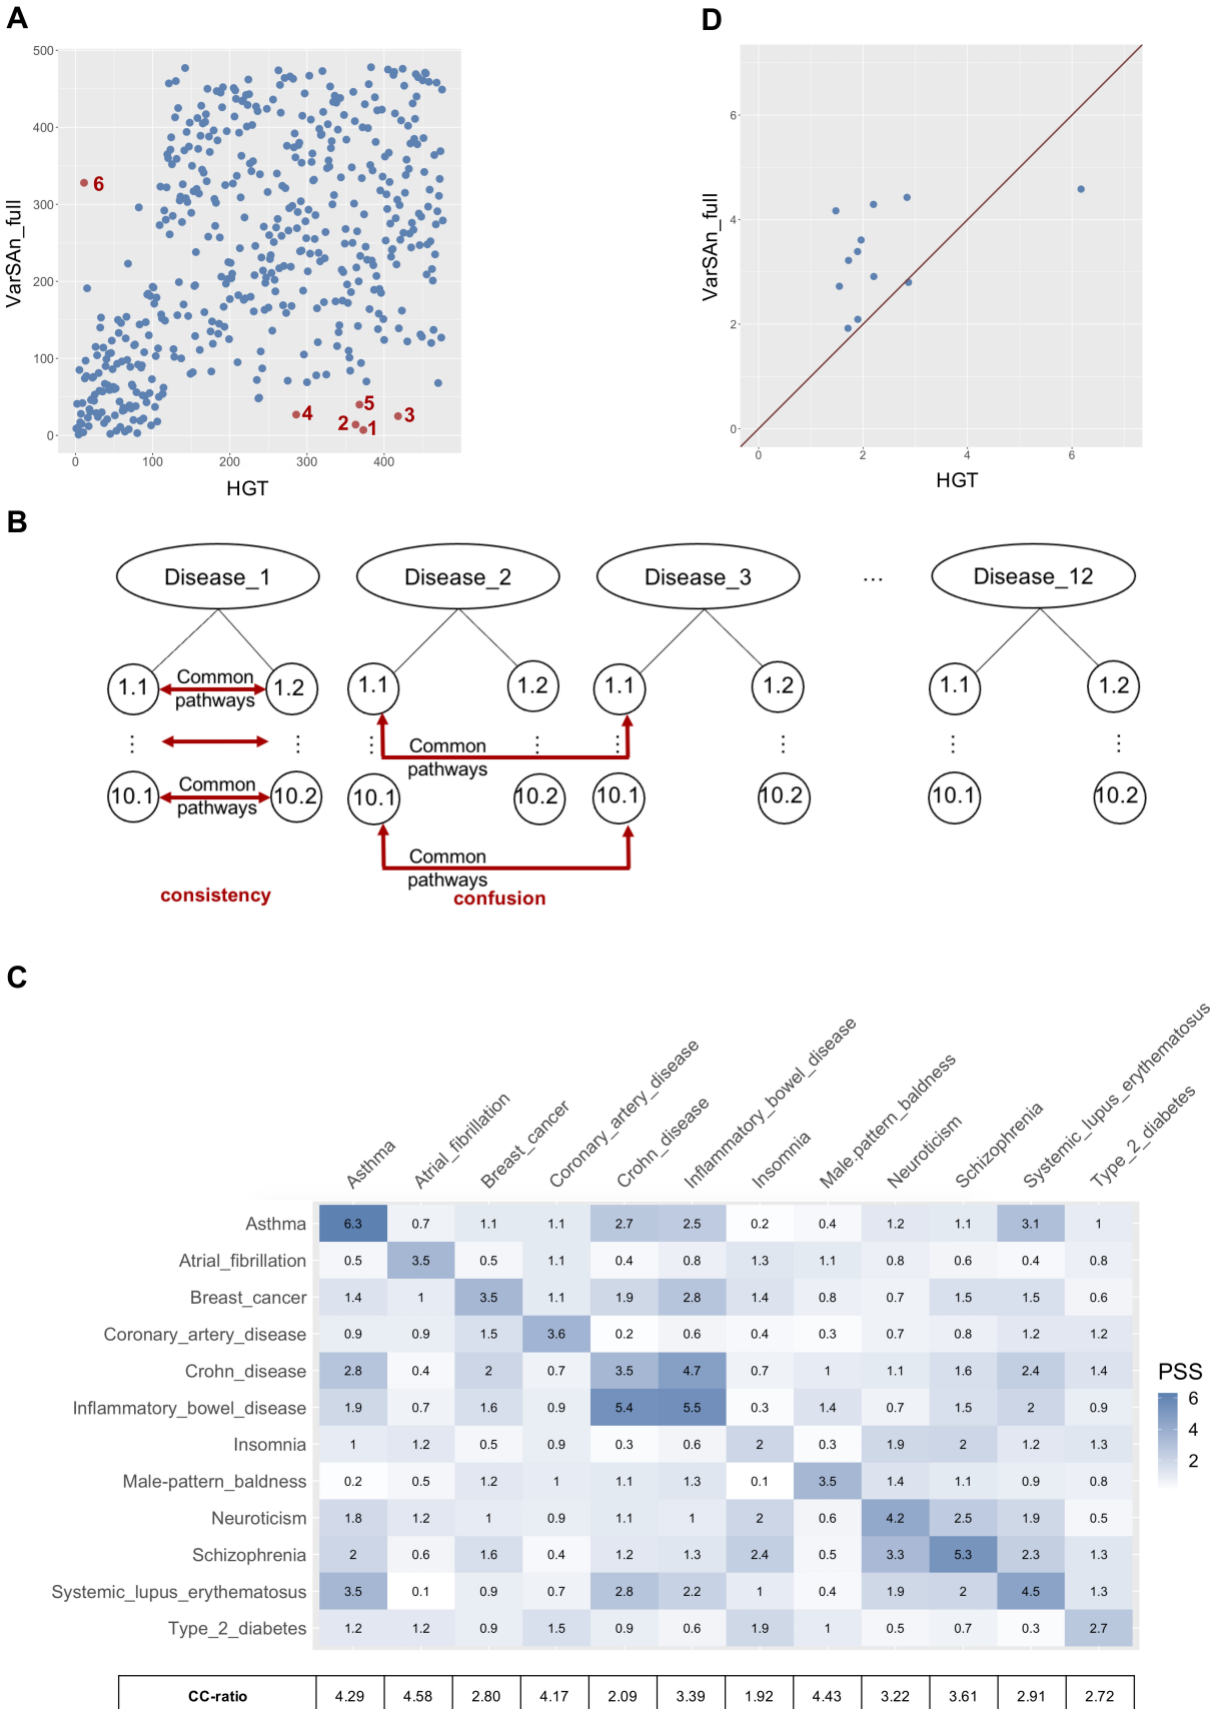 A
500
400
300
200
100
0
0 100 200 300 400
VarSAn_full
HGT
6
4
5
3
2
1
D
6
4
2
0
0 2 4 6
VarSAn_full
HGT
B
Disease_1 Disease_2 Disease_3 ... Disease_12
1.1 Common pathways 1.2 1.1 1.2 1.1 1.2 1.1 1.2
Common
pathways
10.1 Common pathways 10.2 10.1 10.2 10.1 10.2 10.1 10.2
Common
pathways
consistency confusion
C
Asthma Atrial_fibrillation Breast_cancer Coronary_artery_disease Crohn_disease Inflammatory_bowel_disease Insomnia Male.pattern_baldness Neuroticism Schizophrenia Systemic_lupus_erythematosus Type_2_diabetes
Asthma 6.3 0.7 1.1 1.1 2.7 2.5 0.2 0.4 1.2 1.1 3.1 1
Atrial_fibrillation 0.5 3.5 0.5 1.1 0.4 0.8 1.3 1.1 0.8 0.6 0.4 0.8
Breast_cancer 1.4 1 3.5 1.1 1.9 2.8 1.4 0.8 0.7 1.5 1.5 0.6
Coronary_artery_disease 0.9 0.9 1.5 3.6 0.2 0.6 0.4 0.3 0.7 0.8 1.2 1.2
Crohn_disease 2.8 0.4 2 0.7 3.5 4.7 0.7 1 1.1 1.6 2.4 1.4
Inflammatory_bowel_disease 1.9 0.7 1.6 0.9 5.4 5.5 0.3 1.4 0.7 1.5 2 0.9
Insomnia 1 1.2 0.5 0.9 0.3 0.6 2 0.3 1.9 2 1.2 1.3
Male-pattern_baldness 0.2 0.5 1.2 1 1.1 1.3 0.1 3.5 1.4 1.1 0.9 0.8
Neuroticism 1.8 1.2 1 0.9 1.1 1 2 0.6 4.2 2.5 1.9 0.5
Schizophrenia 2 0.6 1.6 0.4 1.2 1.3 2.4 0.5 3.3 5.3 2.3 1.3
Systemic_lupus_erythematosus 3.5 0.1 0.9 0.7 2.8 2.2 1 0.4 1.9 2 4.5 1.3
Type_2_diabetes 1.2 1.2 0.9 1.5 0.9 0.6 1.9 1 0.5 0.7 0.3 2.7
PSS
6
4
2
CC-ratio 4.29 4.58 2.80 4.17 2.09 3.39 1.92 4.43 3.22 3.61 2.91 2.72